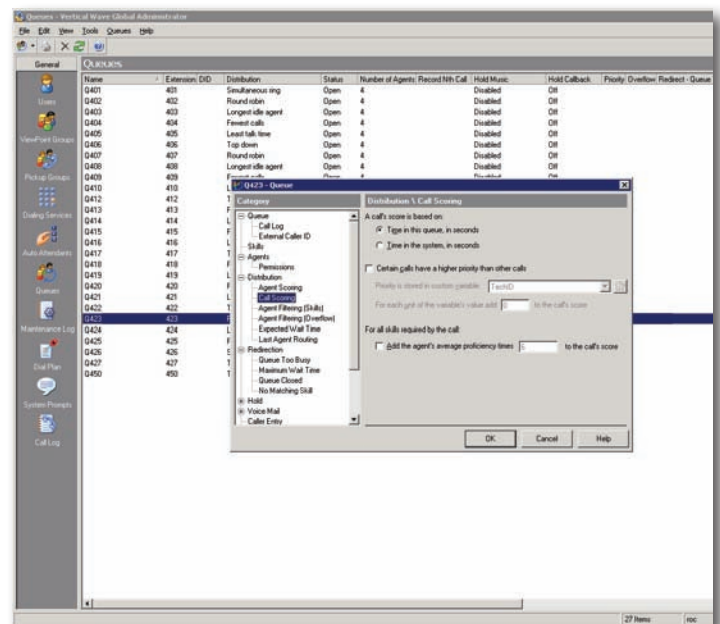 Queues - Vertical Wave Global Administrator
File Edit View Tools Queues Help
General
Queues
Users
ViewPoint Groups
Pickup Groups
Dialing Services
Auto Attendants
Queues
Maintenance Log
Dial Plan
System Prompts
Call Log
Name Extension DID Distribution Status Number of Agents Record Nth Call Hold Music Hold Callback Priority Overflow Redirect - Queue
Q401 401 Simultaneous ring Open 4 Disabled Off
Q402 402 Round robin Open 4 Disabled Off
Q403 403 Longest idle agent Open 4 Disabled Off
Q404 404 Fewest calls Open 4 Disabled Off
Q405 405 Least talk time Open 4 Disabled Off
Q406 406 Top down Open 4 Disabled Off
Q407 407 Round robin Open 4 Disabled Off
Q408 408 Longest idle agent Open 4 Disabled Off
Q409 409 Fewest calls Open 4 Disabled Off
Q410 410 L
Q412 412 T
Q413 413 F
Q414 414 L
Q415 415 F
Q416 416 L
Q417 417 T
Q418 418 F
Q419 419 L
Q420 420 F
Q421 421 L
Q422 422 T
Q423 423 F
Q424 424 L
Q425 425 F
Q426 426 S
Q427 427 T
Q450 450 T
Q423 - Queue
Category
Queue
Call Log
External Caller ID
Skills
Agents
Permissions
Distribution
Agent Scoring
Call Scoring
Agent Filtering (Skills)
Agent Filtering (Overflow)
Expected Wait Time
Last Agent Routing
Redirection
Queue Too Busy
Maximum Wait Time
Queue Closed
No Matching Skill
Hold
Voice Mail
Caller Entry
Distribution \ Call Scoring
A call's score is based on:
Time in this queue, in seconds
Time in the system, in seconds
Certain calls have a higher priority than other calls
Priority is stored in custom variable: TechID
For each unit of the variable's value add: 0 to the call's score
For all skills required by the call:
Add the agent's average proficiency times 5 to the call's score
OK Cancel Help
27 Items roc